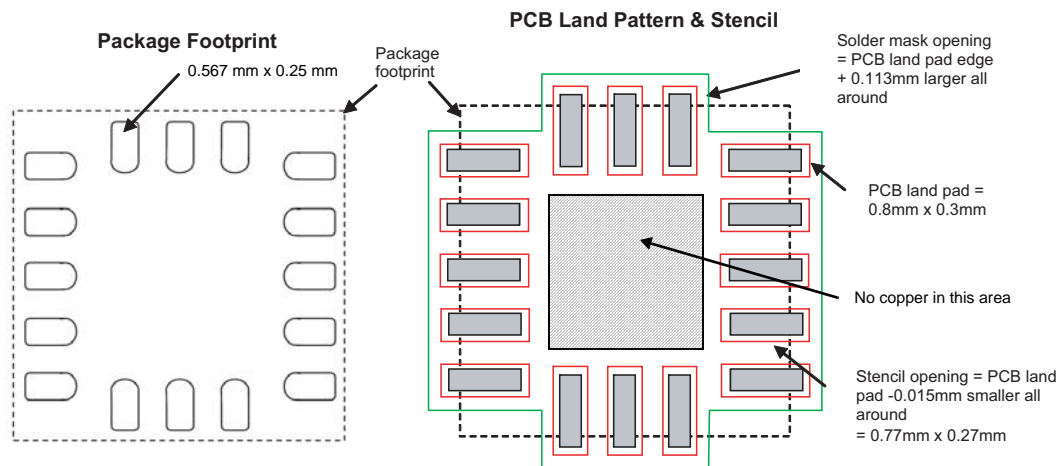 PCB Land Pattern & Stencil
Package Footprint
0.567 mm x 0.25 mm
Package
footprint
Solder mask opening
= PCB land pad edge
+ 0.113mm larger all
around
PCB land pad =
0.8mm x 0.3mm
No copper in this area
Stencil opening = PCB land
pad -0.015mm smaller all
around
= 0.77mm x 0.27mm